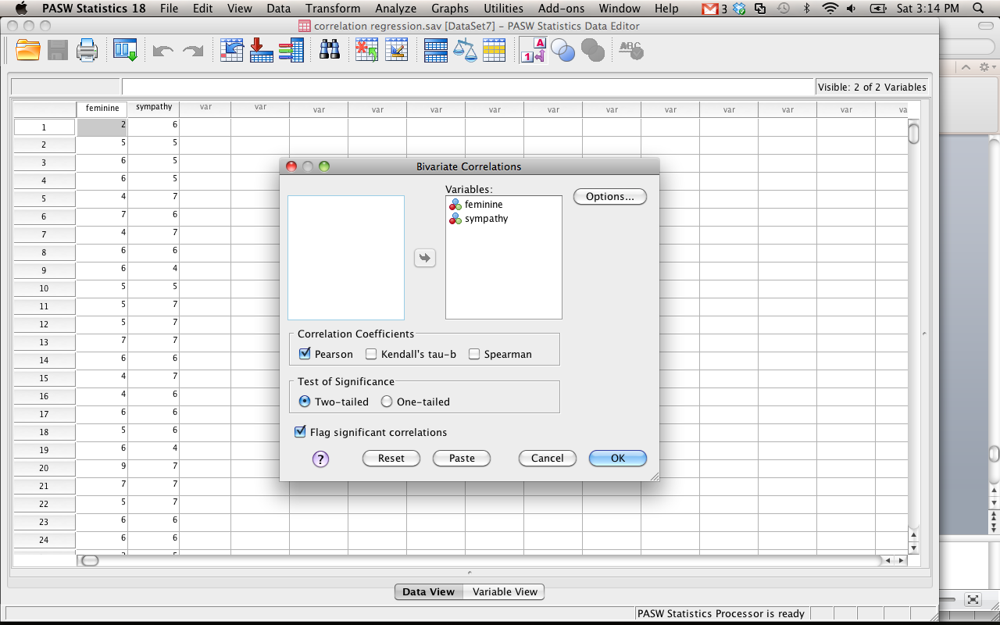 PASW Statistics 18 File Edit View Data Transform Analyze Graphs Utilities Add-ons Window Help 3 Sat 3:14 PM
correlation regression.sav [DataSet7] – PASW Statistics Data Editor
Visible: 2 of 2 Variables
feminine sympathy var var var var var var var var var var var va
1 2 6
2 5 5
3 6 5
4 6 5
5 4 7
6 7 6
7 4 7
8 6 6
9 6 4
10 5 5
11 5 7
12 5 7
13 7 7
14 6 6
15 4 7
16 4 6
17 6 6
18 5 6
19 6 4
20 9 7
21 7 7
22 5 7
23 6 6
24 6 6
Bivariate Correlations
Variables:
feminine
sympathy
Options...
Correlation Coefficients
Pearson Kendall's tau-b Spearman
Test of Significance
Two-tailed One-tailed
Flag significant correlations
? Reset Paste Cancel OK
Data View Variable View
PASW Statistics Processor is ready